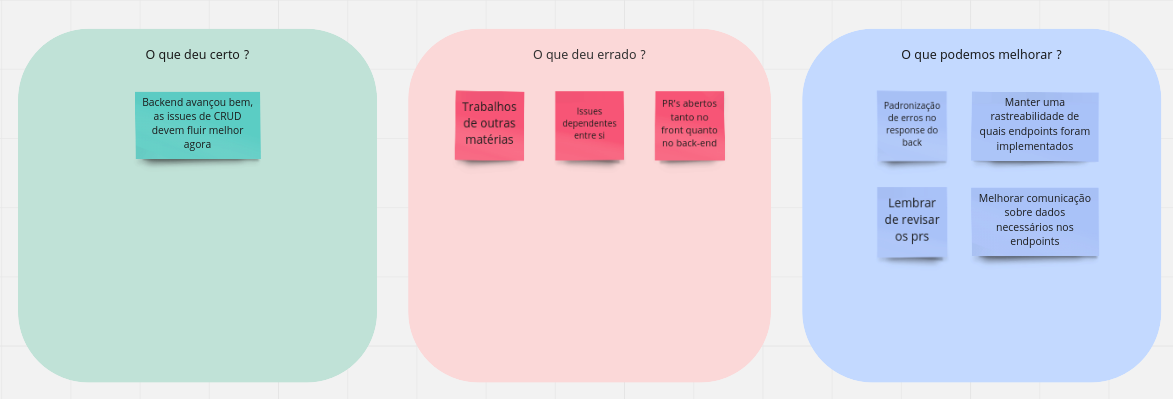 O que deu certo ?
Backend avançou bem,
as issues de CRUD
devem fluir melhor
agora
O que deu errado ?
Trabalhos
de outras
matérias
Issues
dependentes
entre si
PR's abertos
tanto no
front quanto
no back-end
O que podemos melhorar ?
Padronização
de erros no
response do
back
Manter uma
rastreabilidade de
quais endpoints foram
implementados
Lembrar
de revisar
os prs
Melhorar comunicação
sobre dados
necessários nos
endpoints